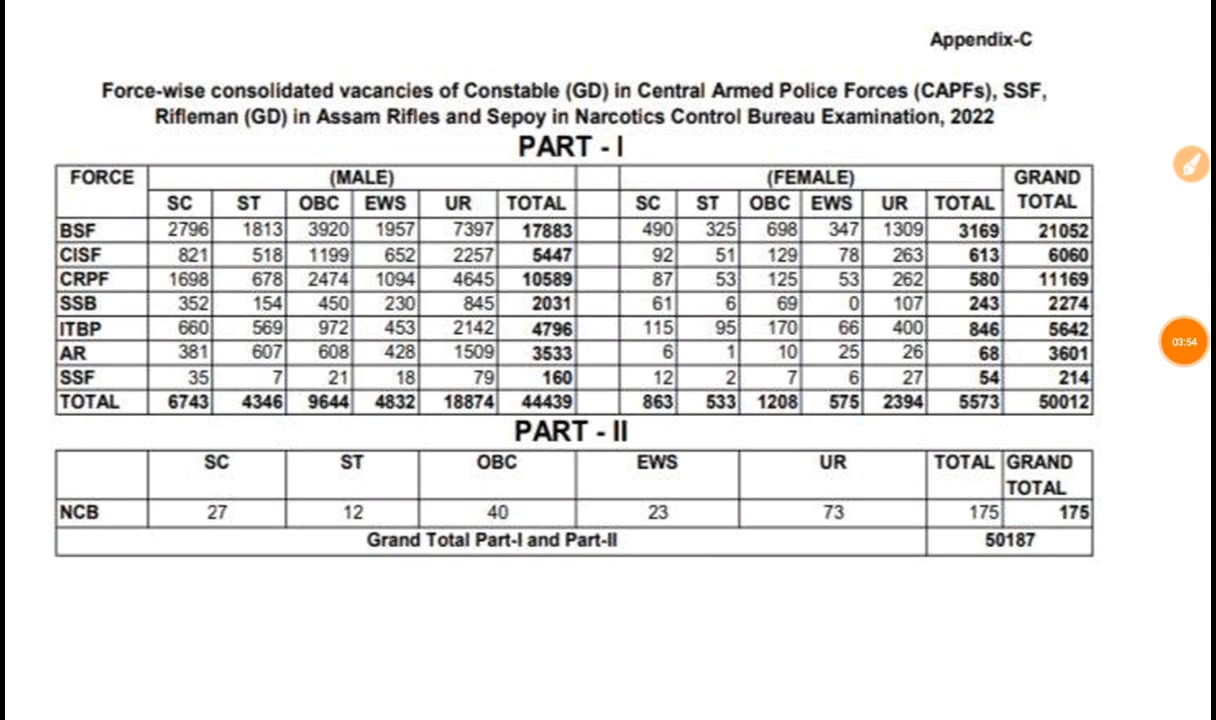 Appendix-C
Force-wise consolidated vacancies of Constable (GD) in Central Armed Police Forces (CAPFs), SSF,
Rifleman (GD) in Assam Rifles and Sepoy in Narcotics Control Bureau Examination, 2022
PART - I
FORCE (MALE) (FEMALE) GRAND
SC ST OBC EWS UR TOTAL SC ST OBC EWS UR TOTAL TOTAL
BSF 2796 1813 3920 1957 7397 17883 490 325 698 347 1309 3169 21052
CISF 821 518 1199 652 2257 5447 92 51 129 78 263 613 6060
CRPF 1698 678 2474 1094 4645 10589 87 53 125 53 262 580 11169
SSB 352 154 450 230 845 2031 61 6 69 0 107 243 2274
ITBP 660 569 972 453 2142 4796 115 95 170 66 400 846 5642
AR 381 607 608 428 1509 3533 6 1 10 25 26 68 3601
SSF 35 7 21 18 79 160 12 2 7 6 27 54 214
TOTAL 6743 4346 9644 4832 18874 44439 863 533 1208 575 2394 5573 50012
PART - II
SC ST OBC EWS UR TOTAL GRAND
TOTAL
NCB 27 12 40 23 73 175 175
Grand Total Part-I and Part-II 50187
03:54